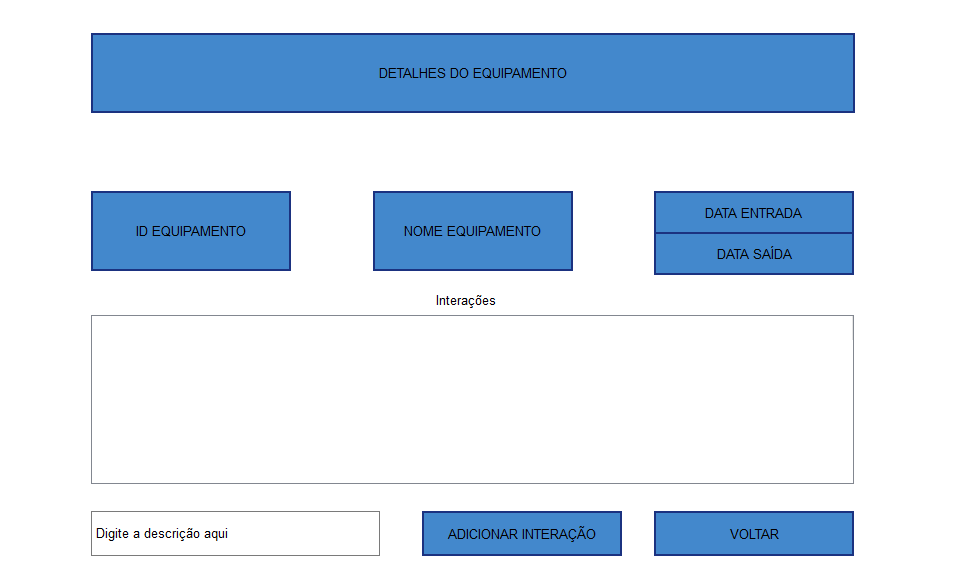 DETALHES DO EQUIPAMENTO
ID EQUIPAMENTO
NOME EQUIPAMENTO
DATA ENTRADA
DATA SAÍDA
Interações
Digite a descrição aqui
ADICIONAR INTERAÇÃO
VOLTAR